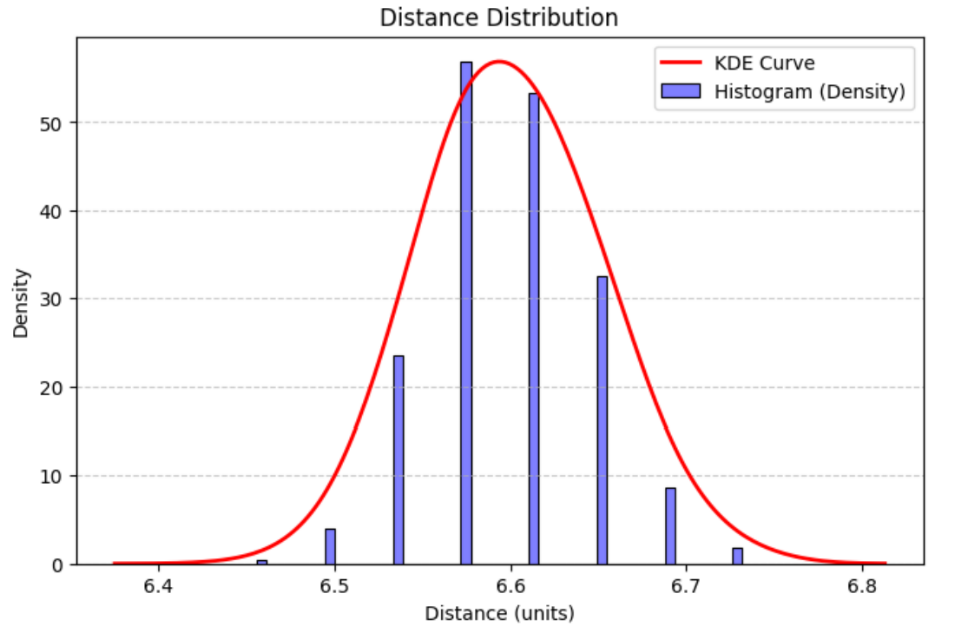 Distance Distribution
KDE Curve
Histogram (Density)
Density
50
40
30
20
10
0
6.4 6.5 6.6 6.7 6.8
Distance (units)